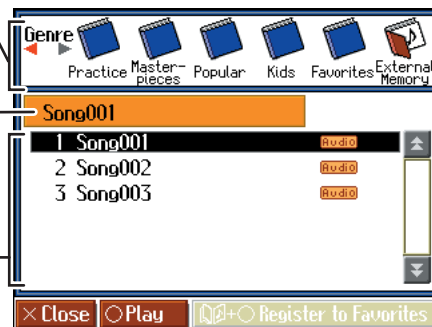 Genre
Practice Master-pieces Popular Kids Favorites External Memory
Song001
1 Song001 Audio
2 Song002 Audio
3 Song003 Audio
×Close ○Play +○ Register to Favorites